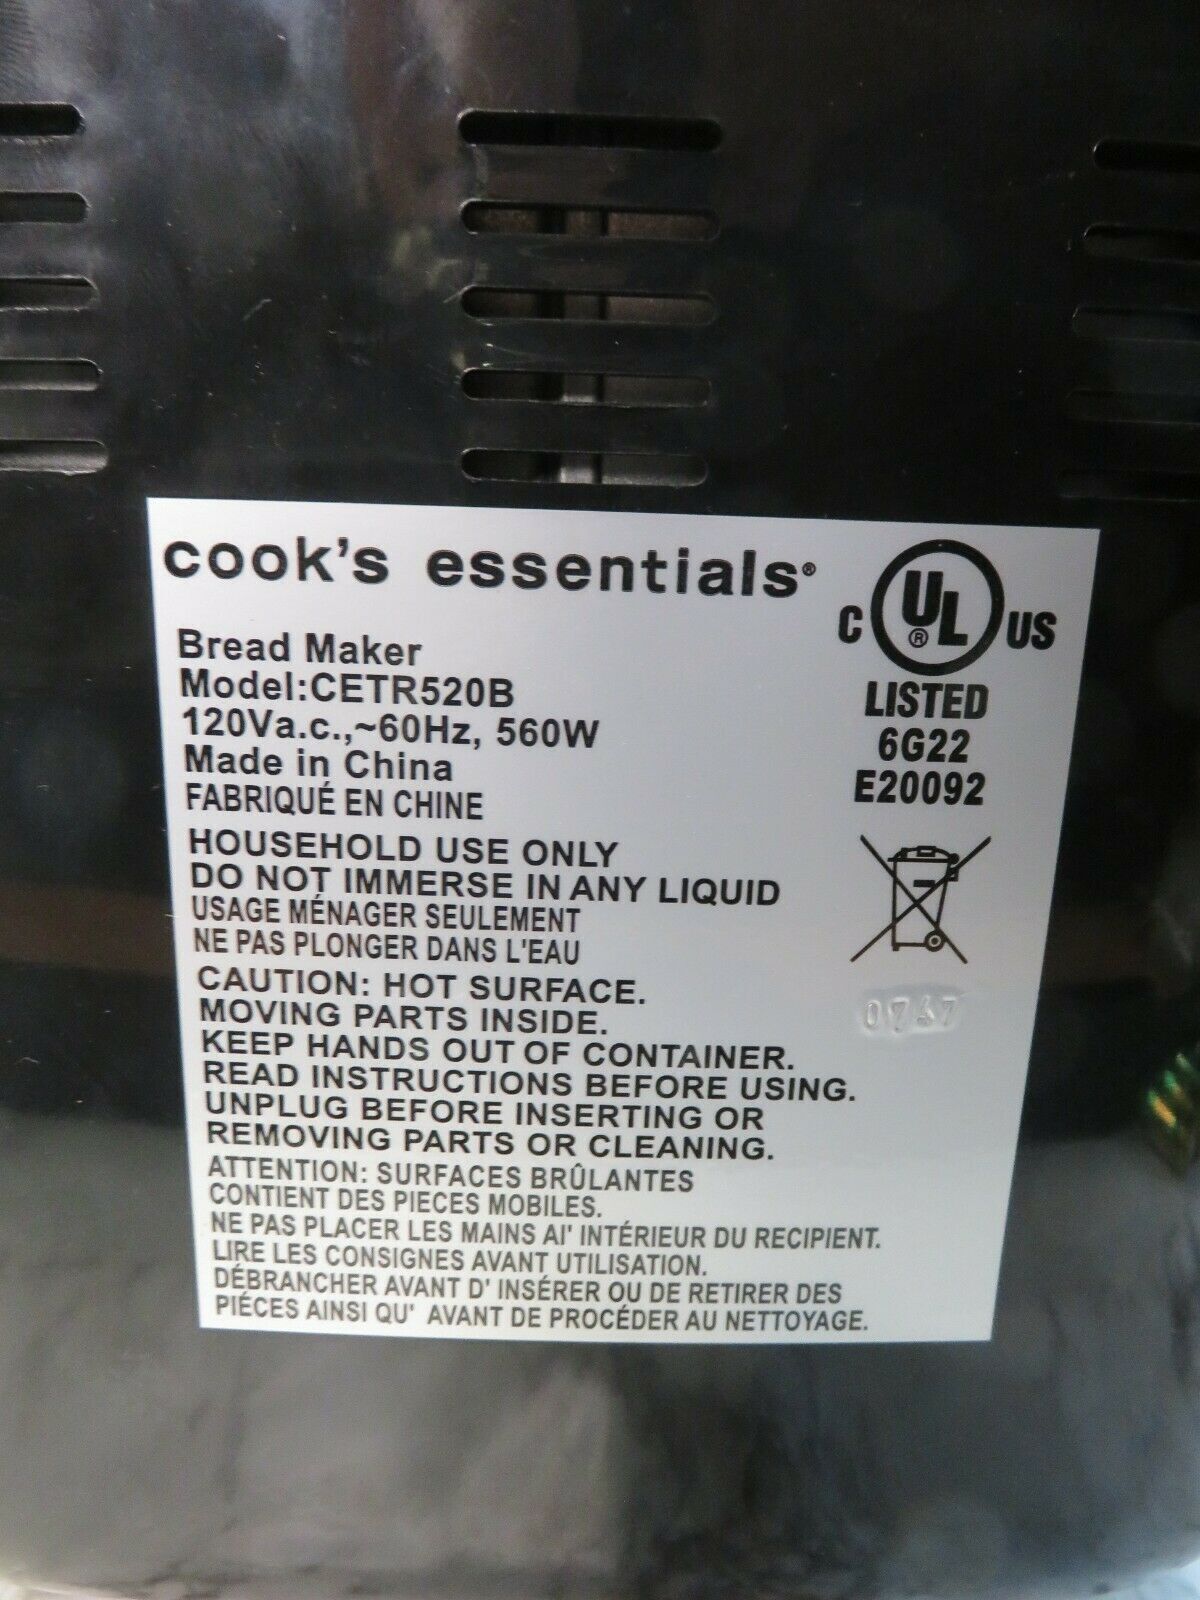 cook's essentials®
Bread Maker
Model:CETR520B
120Va.c.,~60Hz, 560W
Made in China
FABRIQUÉ EN CHINE
HOUSEHOLD USE ONLY
DO NOT IMMERSE IN ANY LIQUID
USAGE MÉNAGER SEULEMENT
NE PAS PLONGER DANS L'EAU
CAUTION: HOT SURFACE.
MOVING PARTS INSIDE.
KEEP HANDS OUT OF CONTAINER.
READ INSTRUCTIONS BEFORE USING.
UNPLUG BEFORE INSERTING OR
REMOVING PARTS OR CLEANING.
ATTENTION: SURFACES BRÛLANTES
CONTIENT DES PIECES MOBILES.
NE PAS PLACER LES MAINS AI' INTÉRIEUR DU RECIPIENT.
LIRE LES CONSIGNES AVANT UTILISATION.
DÉBRANCHER AVANT D' INSÉRER OU DE RETIRER DES
PIÉCES AINSI QU' AVANT DE PROCÉDER AU NETTOYAGE.
C UL® US
LISTED
6G22
E20092